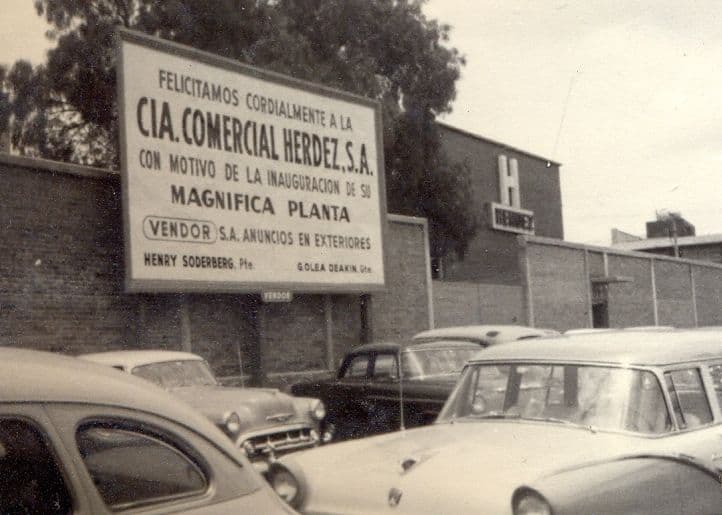 FELICITAMOS CORDIALMENTE A LA
CIA. COMERCIAL HERDEZ, S.A.
CON MOTIVO DE LA INAUGURACION DE SU
MAGNIFICA PLANTA
VENDOR S.A. ANUNCIOS EN EXTERIORES
HENRY SODERBERG, Pte. G. OLEA DEAKIN, Gte.
VENDOR
H
HERDEZ